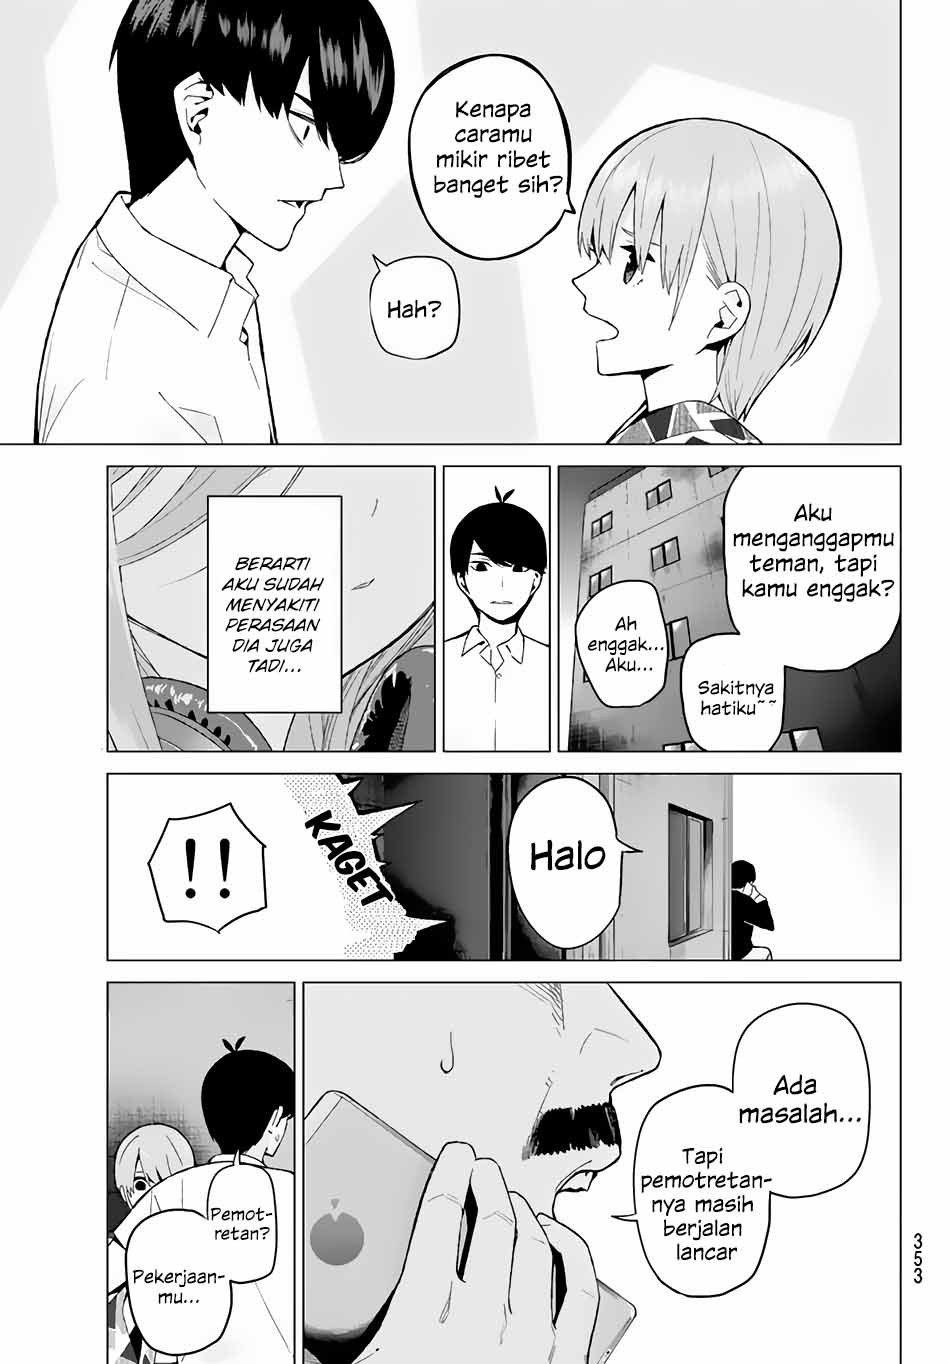 Kenapa
caramu
mikir ribet
banget sih?
Hah?
Aku
menganggapmu
teman, tapi
kamu enggak?
Sakitnya
hatiku~~
Ah
enggak...
Aku...
BERARTI
AKU SUDAH
MENYAKITI
PERASAAN
DIA JUGA
TADI...
Halo
KAGET
!!
Ada
masalah...
Tapi
pemotretan-
nya masih
berjalan
lancar
Pemot-
retan?
Pekerjaan-
mu...
353